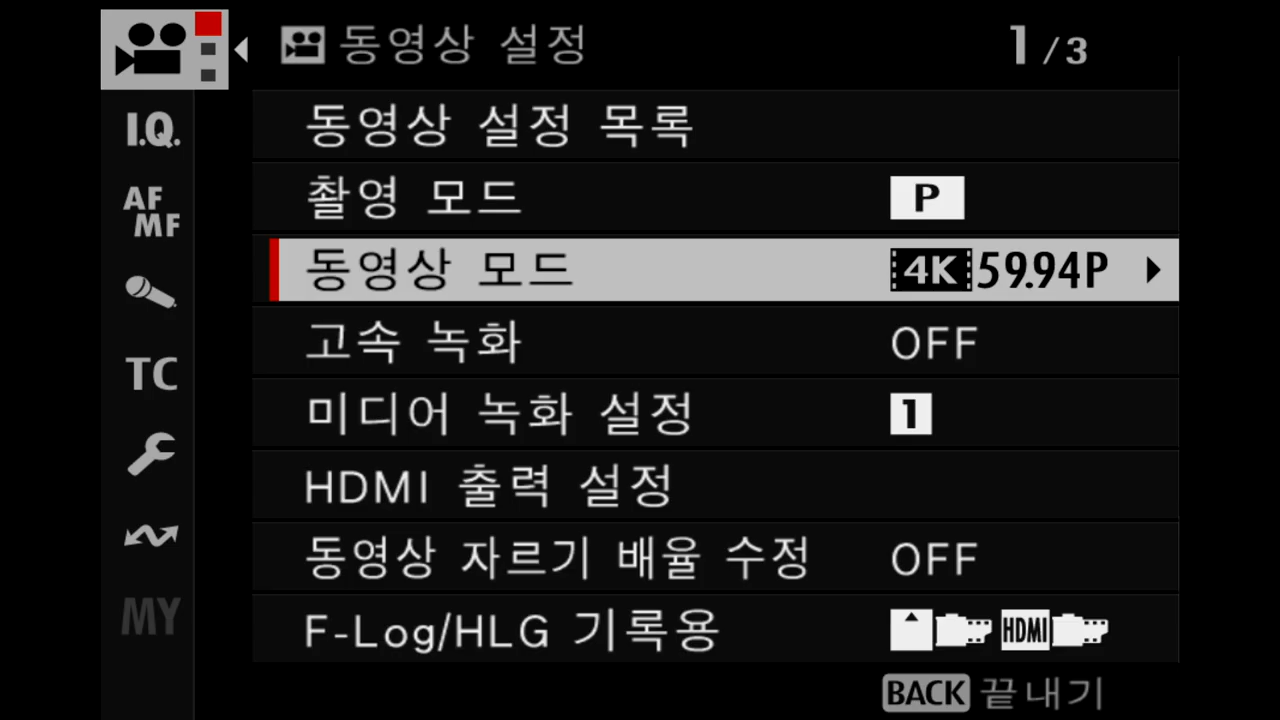 동영상 설정 1/3
I.Q.
AF
MF
TC
MY
동영상 설정 목록
촬영 모드 P
동영상 모드 4K 59.94P
고속 녹화 OFF
미디어 녹화 설정 1
HDMI 출력 설정
동영상 자르기 배율 수정 OFF
F-Log/HLG 기록용 HDMI
BACK 끝내기